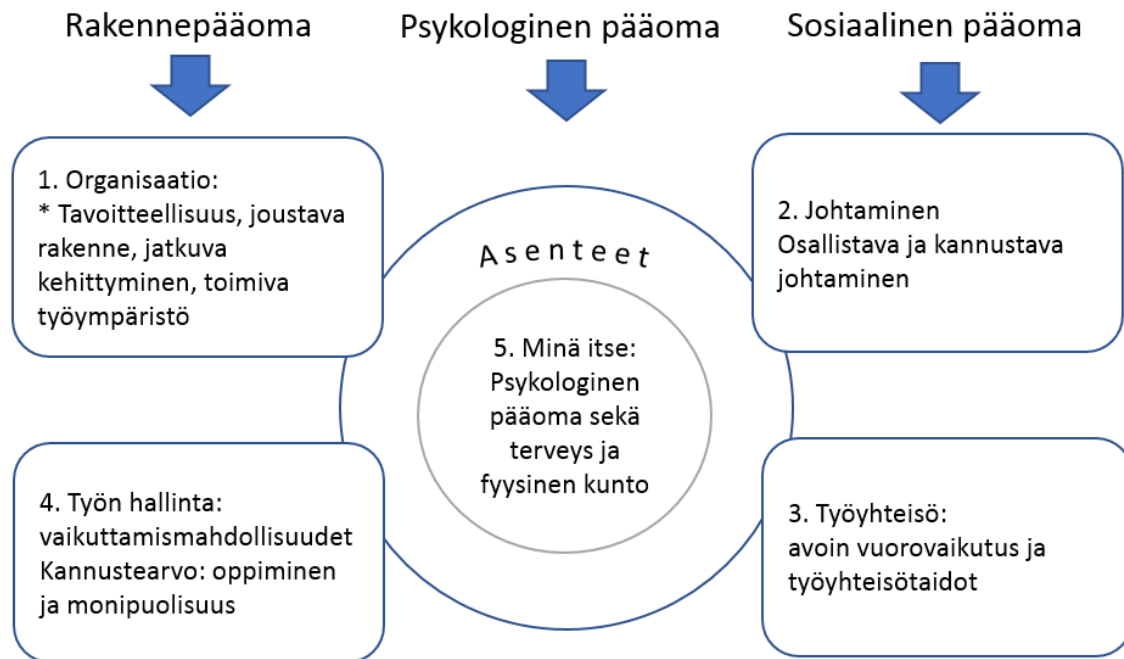 Rakennepääoma
Psykologinen pääoma
Sosiaalinen pääoma
1. Organisaatio:
* Tavoitteellisuus, joustava
rakenne, jatkuva
kehittyminen, toimiva
työympäristö
2. Johtaminen
Osallistava ja kannustava
johtaminen
Asenteet
5. Minä itse:
Psykologinen
pääoma sekä
terveys ja
fyysinen kunto
4. Työn hallinta:
vaikuttamismahdollisuudet
Kannustearvo: oppiminen
ja monipuolisuus
3. Työyhteisö:
avoin vuorovaikutus ja
työyhteisötaidot